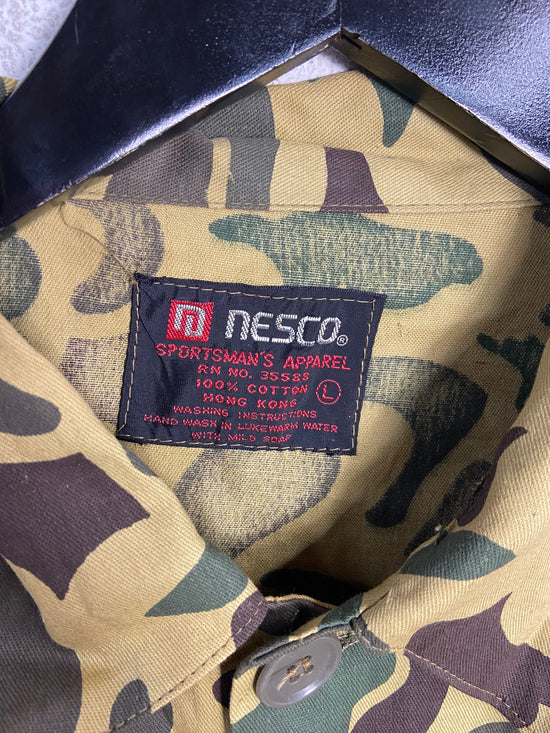 NESCO®
SPORTSMAN'S APPAREL
RN NO. 35588
100% COTTON
L
HONG KONG
WASHING INSTRUCTIONS
HAND WASH IN LUKEWARM WATER
WITH MILD SOAP